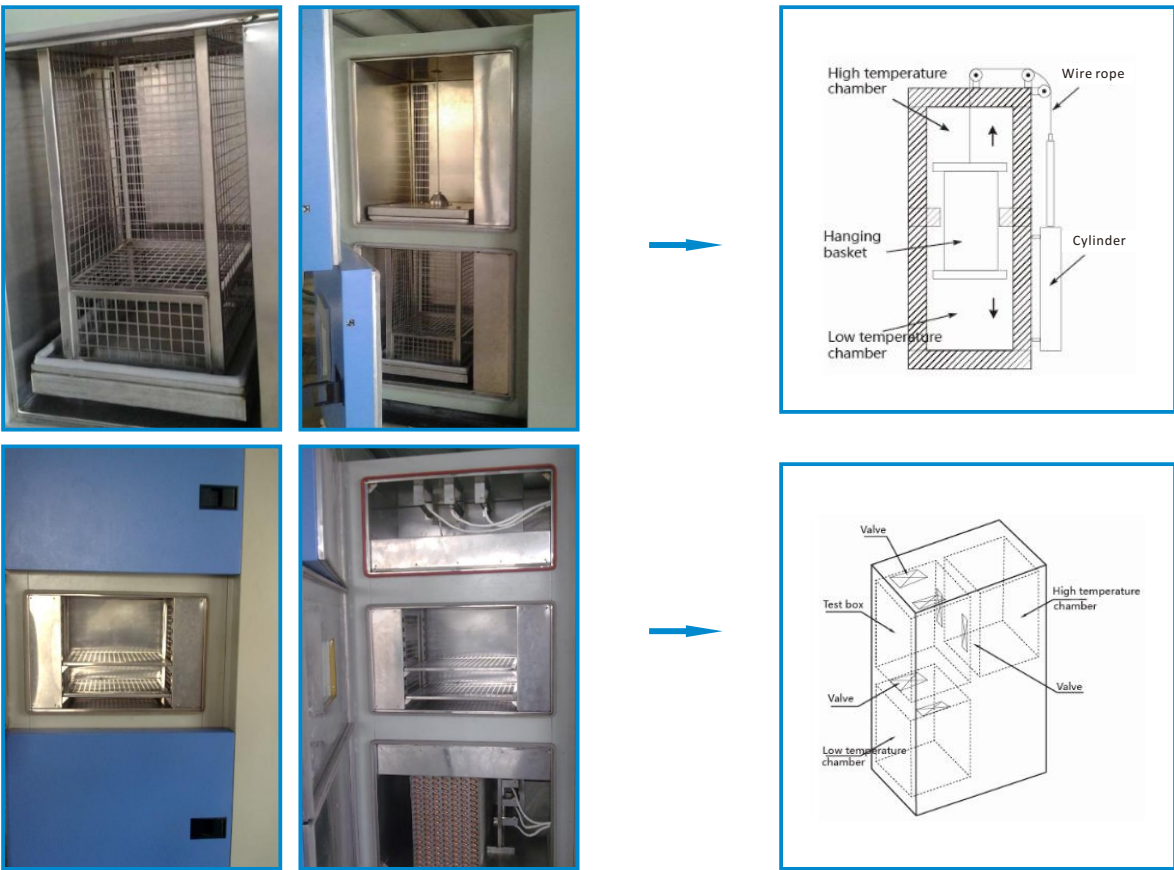 High temperature
chamber
Wire rope
Hanging
basket
Cylinder
Low temperature
chamber
Valve
Test box
High temperature
chamber
Valve
Valve
Low temperature
chamber